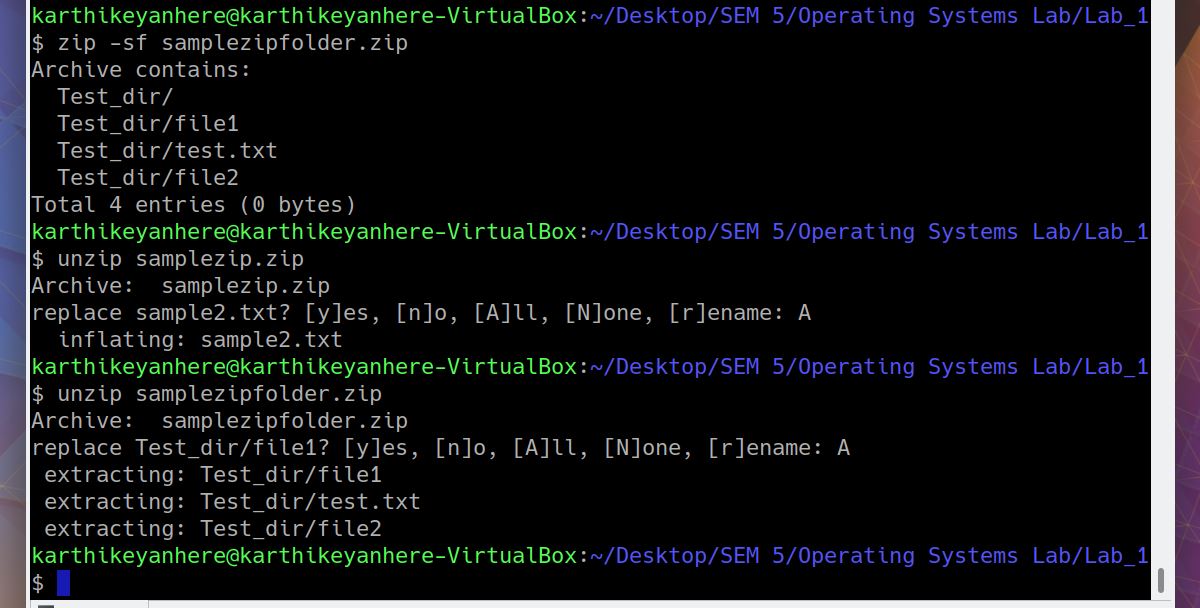 karthikeyanhere@karthikeyanhere-VirtualBox:~/Desktop/SEM 5/Operating Systems Lab/Lab_1
$ zip -sf samplezipfolder.zip
Archive contains:
  Test_dir/
  Test_dir/file1
  Test_dir/test.txt
  Test_dir/file2
Total 4 entries (0 bytes)
karthikeyanhere@karthikeyanhere-VirtualBox:~/Desktop/SEM 5/Operating Systems Lab/Lab_1
$ unzip samplezip.zip
Archive:  samplezip.zip
replace sample2.txt? [y]es, [n]o, [A]ll, [N]one, [r]ename: A
  inflating: sample2.txt
karthikeyanhere@karthikeyanhere-VirtualBox:~/Desktop/SEM 5/Operating Systems Lab/Lab_1
$ unzip samplezipfolder.zip
Archive:  samplezipfolder.zip
replace Test_dir/file1? [y]es, [n]o, [A]ll, [N]one, [r]ename: A
 extracting: Test_dir/file1
 extracting: Test_dir/test.txt
 extracting: Test_dir/file2
karthikeyanhere@karthikeyanhere-VirtualBox:~/Desktop/SEM 5/Operating Systems Lab/Lab_1
$